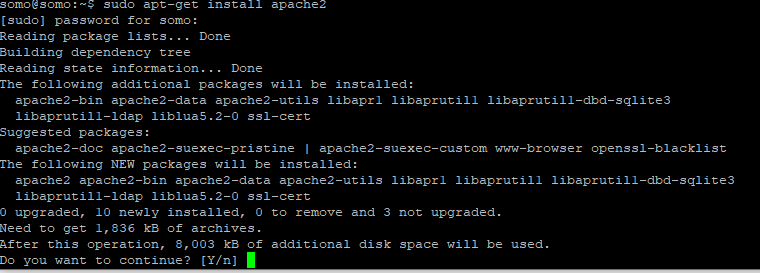 somo@somo:~$ sudo apt-get install apache2
[sudo] password for somo:
Reading package lists... Done
Building dependency tree
Reading state information... Done
The following additional packages will be installed:
  apache2-bin apache2-data apache2-utils libapr1 libaprutil1 libaprutil1-dbd-sqlite3
  libaprutil1-ldap liblua5.2-0 ssl-cert
Suggested packages:
  apache2-doc apache2-suexec-pristine | apache2-suexec-custom www-browser openssl-blacklist
The following NEW packages will be installed:
  apache2 apache2-bin apache2-data apache2-utils libapr1 libaprutil1 libaprutil1-dbd-sqlite3
  libaprutil1-ldap liblua5.2-0 ssl-cert
0 upgraded, 10 newly installed, 0 to remove and 3 not upgraded.
Need to get 1,836 kB of archives.
After this operation, 8,003 kB of additional disk space will be used.
Do you want to continue? [Y/n]